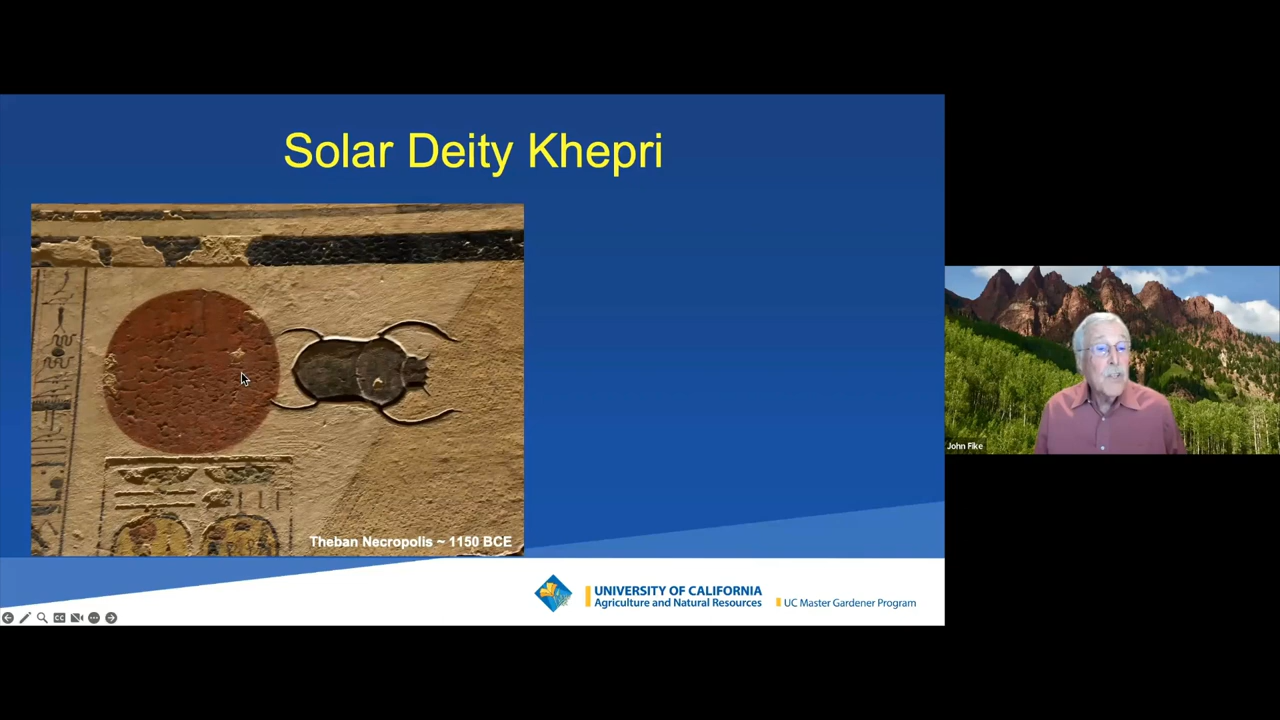 Solar Deity Khepri
Theban Necropolis ~ 1150 BCE
UNIVERSITY OF CALIFORNIA
Agriculture and Natural Resources
UC Master Gardener Program
John Fike
CC